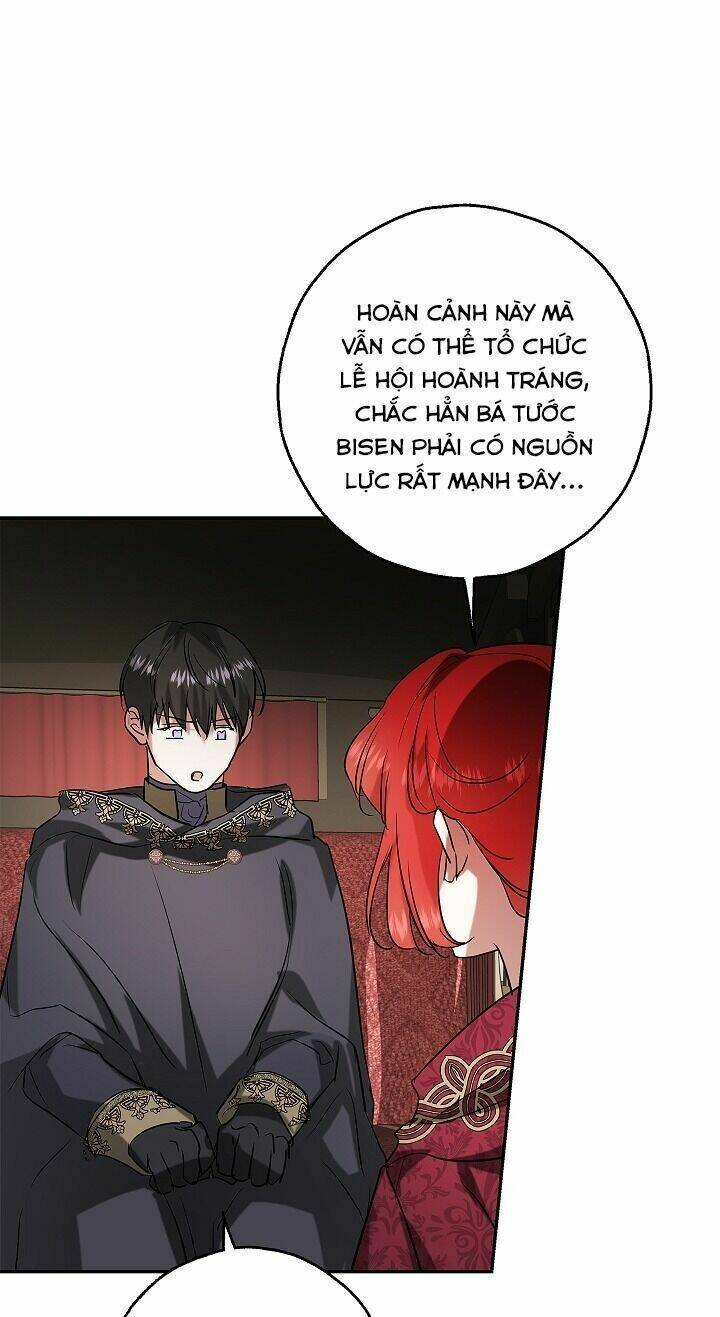 HOÀN CẢNH NÀY MÀ
VẪN CÓ THỂ TỔ CHỨC
LỄ HỘI HOÀNH TRÁNG,
CHẮC HẲN BÁ TƯỚC
BISEN PHẢI CÓ NGUỒN
LỰC RẤT MẠNH ĐÂY...